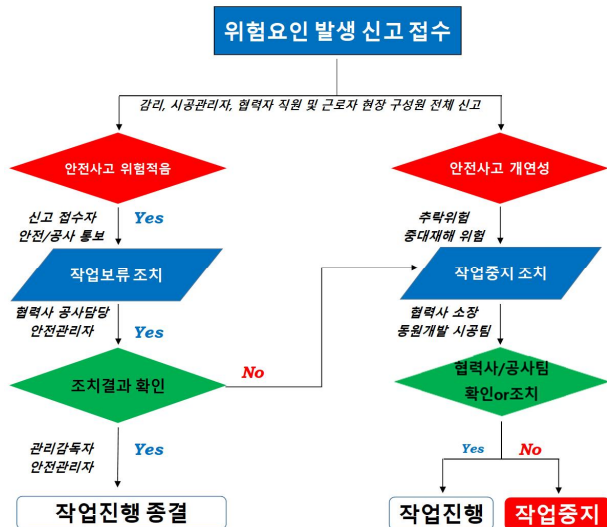 위험요인 발생 신고 접수
감리, 시공관리자, 협력자 직원 및 근로자 현장 구성원 전체 신고
안전사고 위험적음
안전사고 개연성
신고 접수자
안전/공사 통보
Yes
추락위험
중대재해 위험
작업보류 조치
작업중지 조치
협력사 공사담당
안전관리자
Yes
협력사 소장
동원개발 시공팀
조치결과 확인
No
협력사/공사팀
확인or조치
관리감독자
안전관리자
Yes
Yes
No
작업진행 종결
작업진행
작업중지